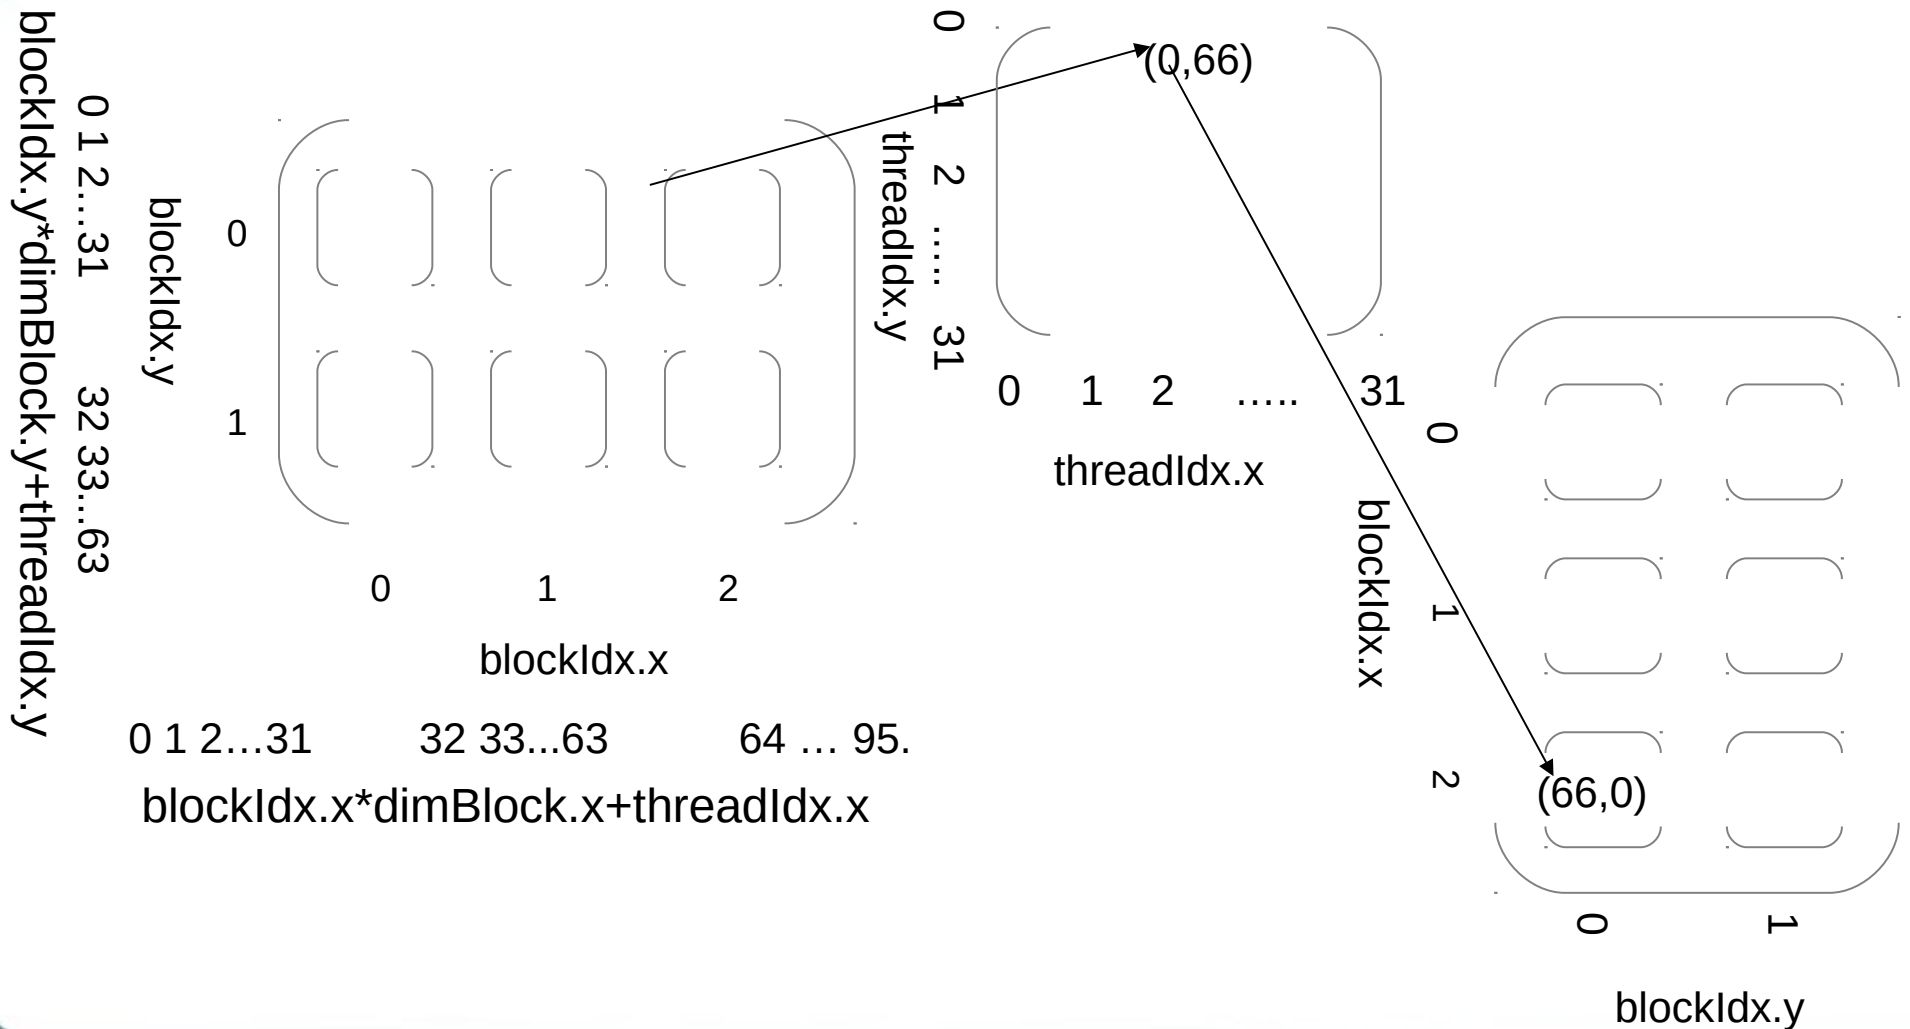 blockIdx.y*dimBlock.y+threadIdx.y
0 1 2…31
32 33...63
blockIdx.y
0
1
0 1 2
blockIdx.x
0 1 2…31 32 33...63 64 … 95.
blockIdx.x*dimBlock.x+threadIdx.x
threadIdx.y
0 1 2 ….. 31
(0,66)
0 1 2 ….. 31
threadIdx.x
blockIdx.x
0
1
2
(66,0)
0 1
blockIdx.y